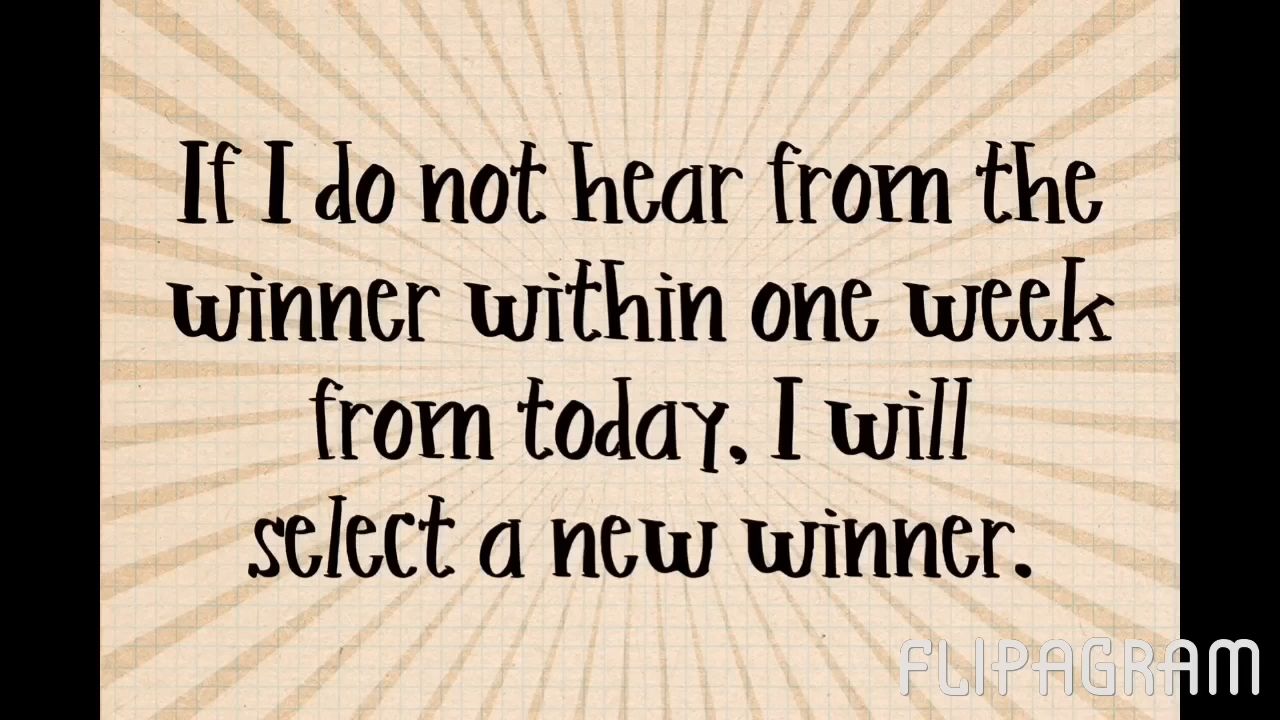 If I do not hear from the
winner within one week
from today, I will
select a new winner.
FLIPAGRAM